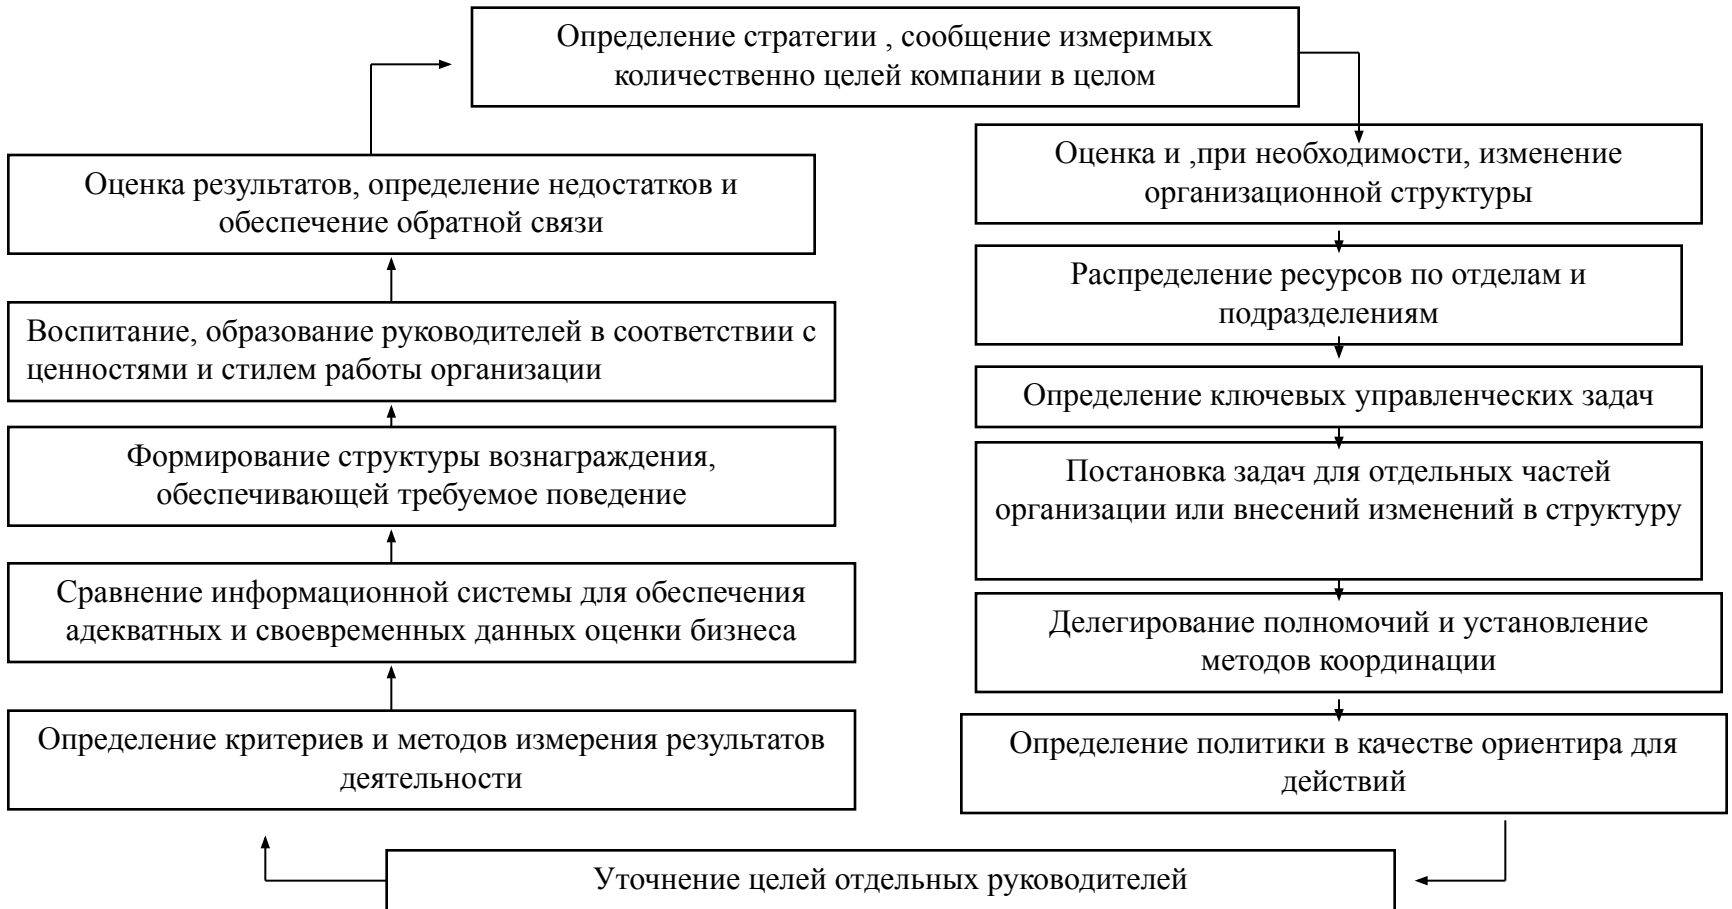 Определение стратегии , сообщение измеримых
количественно целей компании в целом
Оценка и ,при необходимости, изменение
организационной структуры
Распределение ресурсов по отделам и
подразделениям
Определение ключевых управленческих задач
Постановка задач для отдельных частей
организации или внесений изменений в структуру
Делегирование полномочий и установление
методов координации
Определение политики в качестве ориентира для
действий
Уточнение целей отдельных руководителей
Определение критериев и методов измерения результатов
деятельности
Сравнение информационной системы для обеспечения
адекватных и своевременных данных оценки бизнеса
Формирование структуры вознаграждения,
обеспечивающей требуемое поведение
Воспитание, образование руководителей в соответствии с
ценностями и стилем работы организации
Оценка результатов, определение недостатков и
обеспечение обратной связи